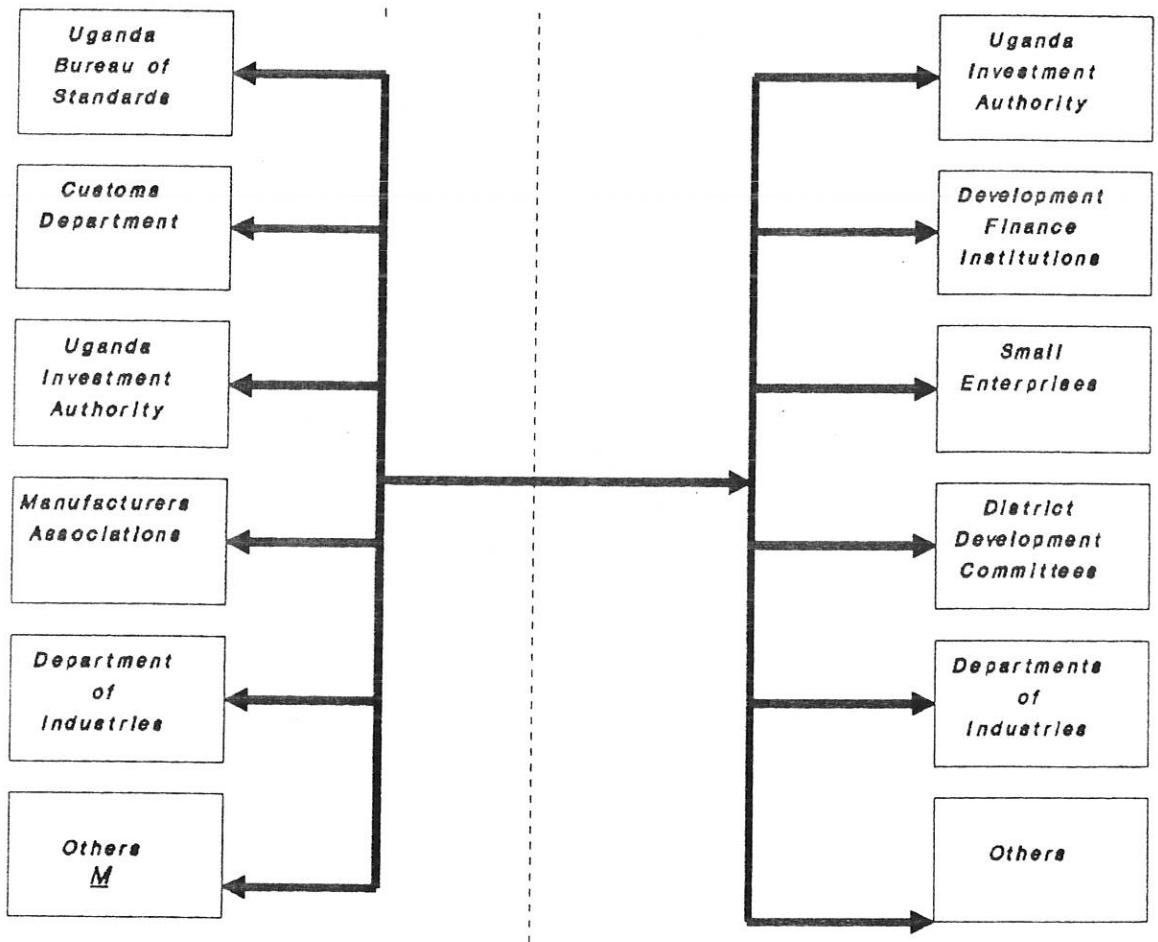 Uganda
Bureau of
Standards
Customs
Department
Uganda
Investment
Authority
Manufacturers
Associations
Department
of
Industries
Others
M
Uganda
Investment
Authority
Development
Finance
Institutions
Small
Enterprises
District
Development
Committees
Departments
of
Industries
Others